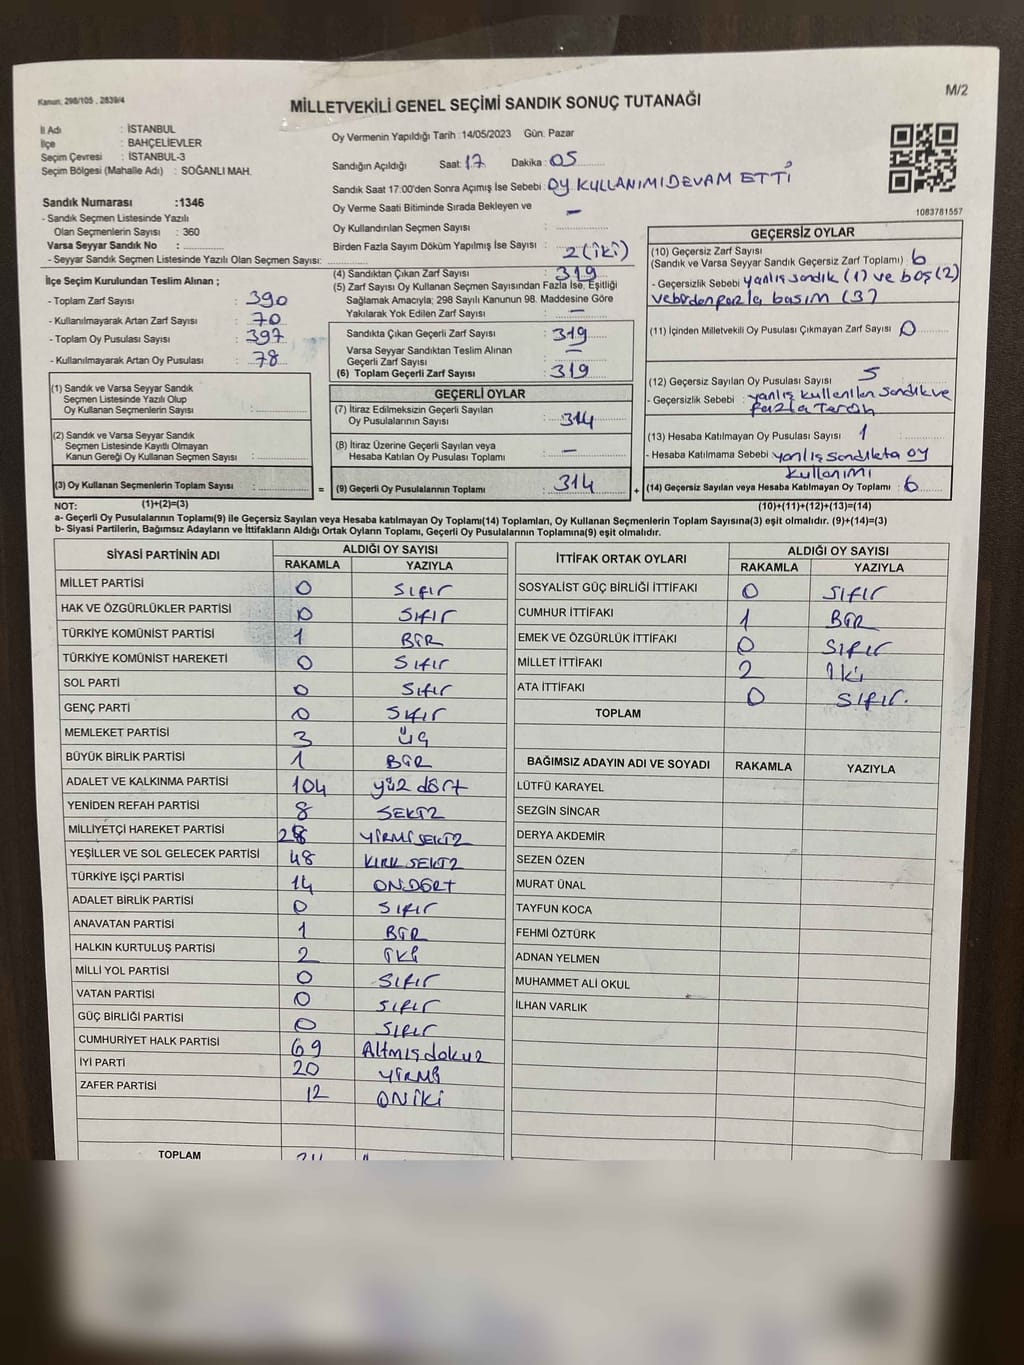 Kanun, 298/105 , 2839/4
M/2
MİLLETVEKİLİ GENEL SEÇİMİ SANDIK SONUÇ TUTANAĞI
İl Adı : İSTANBUL
İlçe : BAHÇELİEVLER
Seçim Çevresi : İSTANBUL-3
Seçim Bölgesi (Mahalle Adı) : SOĞANLI MAH.
Sandık Numarası :1346
- Sandık Seçmen Listesinde Yazılı
Olan Seçmenlerin Sayısı : 360
Varsa Seyyar Sandık No :
- Seyyar Sandık Seçmen Listesinde Yazılı Olan Seçmen Sayısı:
İlçe Seçim Kurulundan Teslim Alınan ;
- Toplam Zarf Sayısı : 390
- Kullanılmayarak Artan Zarf Sayısı : 70
- Toplam Oy Pusulası Sayısı : 397
- Kullanılmayarak Artan Oy Pusulası : 78
Oy Vermenin Yapıldığı Tarih :14/05/2023 Gün: Pazar
Sandığın Açıldığı Saat: 17 Dakika: 05
Sandık Saat 17:00'den Sonra Açımış İse Sebebi : OY KULLANIMI DEVAM ETTİ
Oy Verme Saati Bitiminde Sırada Bekleyen ve
Oy Kullandırılan Seçmen Sayısı : –
Birden Fazla Sayım Döküm Yapılmış İse Sayısı : 2 (iki)
(4) Sandıktan Çıkan Zarf Sayısı : 319
(5) Zarf Sayısı Oy Kullanan Seçmen Sayısından Fazla İse, Eşitliği
Sağlamak Amacıyla; 298 Sayılı Kanunun 98. Maddesine Göre
Yakılarak Yok Edilen Zarf Sayısı : –
Sandıkta Çıkan Geçerli Zarf Sayısı : 319
Varsa Seyyar Sandıktan Teslim Alınan
Geçerli Zarf Sayısı : –
(6) Toplam Geçerli Zarf Sayısı : 319
1083781557
GEÇERSİZ OYLAR
(10) Geçersiz Zarf Sayısı
(Sandık ve Varsa Seyyar Sandık Geçersiz Zarf Toplamı) : 6
- Geçersizlik Sebebi : yanlış sandık (1) ve boş (2)
ve birden fazla basım (3)
(11) İçinden Milletvekili Oy Pusulası Çıkmayan Zarf Sayısı : 0
(12) Geçersiz Sayılan Oy Pusulası Sayısı : 5
- Geçersizlik Sebebi : yanlış kullanılan sandık ve
fazla Tercih
(13) Hesaba Katılmayan Oy Pusulası Sayısı : 1
- Hesaba Katılmama Sebebi : yanlış sandıkta oy
kullanımı
(14) Geçersiz Sayılan veya Hesaba Katılmayan Oy Toplamı : 6
(10)+(11)+(12)+(13)=(14)
(1) Sandık ve Varsa Seyyar Sandık
Seçmen Listesinde Yazılı Olup
Oy Kullanan Seçmenlerin Sayısı :
(2) Sandık ve Varsa Seyyar Sandık
Seçmen Listesinde Kayıtlı Olmayan
Kanun Gereği Oy Kullanan Seçmen Sayısı :
(3) Oy Kullanan Seçmenlerin Toplam Sayısı :
(1)+(2)=(3)
GEÇERLİ OYLAR
(7) İtiraz Edilmeksizin Geçerli Sayılan
Oy Pusulalarının Sayısı : 314
(8) İtiraz Üzerine Geçerli Sayılan veya
Hesaba Katılan Oy Pusulası Toplamı : –
= (9) Geçerli Oy Pusulalarının Toplamı : 314 +
NOT:
a- Geçerli Oy Pusulalarının Toplamı(9) ile Geçersiz Sayılan veya Hesaba katılmayan Oy Toplamı(14) Toplamları, Oy Kullanan Seçmenlerin Toplam Sayısına(3) eşit olmalıdır. (9)+(14)=(3)
b- Siyasi Partilerin, Bağımsız Adayların ve İttifakların Aldığı Ortak Oyların Toplamı, Geçerli Oy Pusulalarının Toplamına(9) eşit olmalıdır.
SİYASİ PARTİNİN ADI ALDIĞI OY SAYISI
RAKAMLA YAZIYLA
MİLLET PARTİSİ 0 Sıfır
HAK VE ÖZGÜRLÜKLER PARTİSİ 0 Sıfır
TÜRKİYE KOMÜNİST PARTİSİ 1 BİR
TÜRKİYE KOMÜNİST HAREKETİ 0 Sıfır
SOL PARTİ 0 Sıfır
GENÇ PARTİ 0 Sıfır
MEMLEKET PARTİSİ 3 üç
BÜYÜK BİRLİK PARTİSİ 1 BİR
ADALET VE KALKINMA PARTİSİ 104 yüz dört
YENİDEN REFAH PARTİSİ 8 SEKİZ
MİLLİYETÇİ HAREKET PARTİSİ 28 YİRMİSEKİZ
YEŞİLLER VE SOL GELECEK PARTİSİ 48 KIRK SEKİZ
TÜRKİYE İŞÇİ PARTİSİ 14 ONDÖRT
ADALET BİRLİK PARTİSİ 0 SIFIR
ANAVATAN PARTİSİ 1 BİR
HALKIN KURTULUŞ PARTİSİ 2 İKİ
MİLLİ YOL PARTİSİ 0 Sıfır
VATAN PARTİSİ 0 SIFIR
GÜÇ BİRLİĞİ PARTİSİ 0 SIFIR
CUMHURİYET HALK PARTİSİ 69 Altmış dokuz
İYİ PARTİ 20 YİRMİ
ZAFER PARTİSİ 12 ONİKİ
TOPLAM
İTTİFAK ORTAK OYLARI ALDIĞI OY SAYISI
RAKAMLA YAZIYLA
SOSYALİST GÜÇ BİRLİĞİ İTTİFAKI 0 SIFIR
CUMHUR İTTİFAKI 1 BİR
EMEK VE ÖZGÜRLÜK İTTİFAKI 0 SIFIR
MİLLET İTTİFAKI 2 İki
ATA İTTİFAKI 0 SIFIR.
TOPLAM
BAĞIMSIZ ADAYIN ADI VE SOYADI RAKAMLA YAZIYLA
LÜTFÜ KARAYEL
SEZGİN SİNCAR
DERYA AKDEMİR
SEZEN ÖZEN
MURAT ÜNAL
TAYFUN KOCA
FEHMİ ÖZTÜRK
ADNAN YELMEN
MUHAMMET ALİ OKUL
İLHAN VARLIK